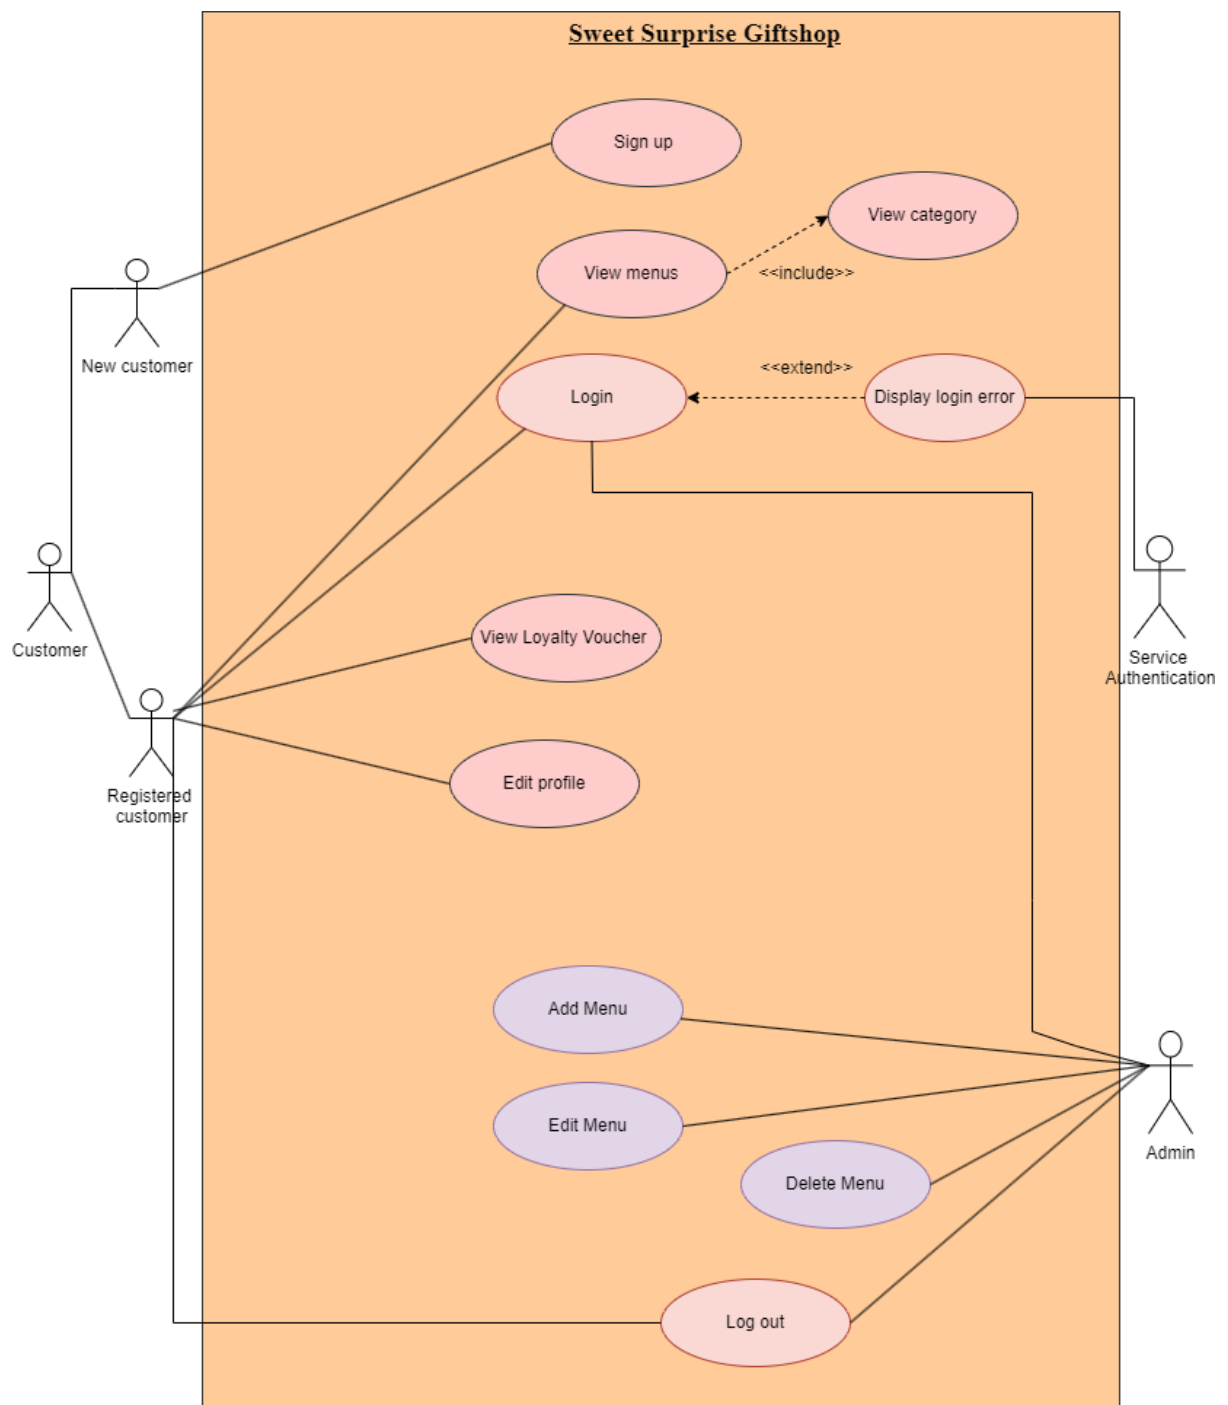 Sweet Surprise Giftshop
Sign up
View category
View menus
<<include>>
New customer
<<extend>>
Login
Display login error
Customer
View Loyalty Voucher
Service
Authentication
Edit profile
Registered
customer
Add Menu
Edit Menu
Admin
Delete Menu
Log out